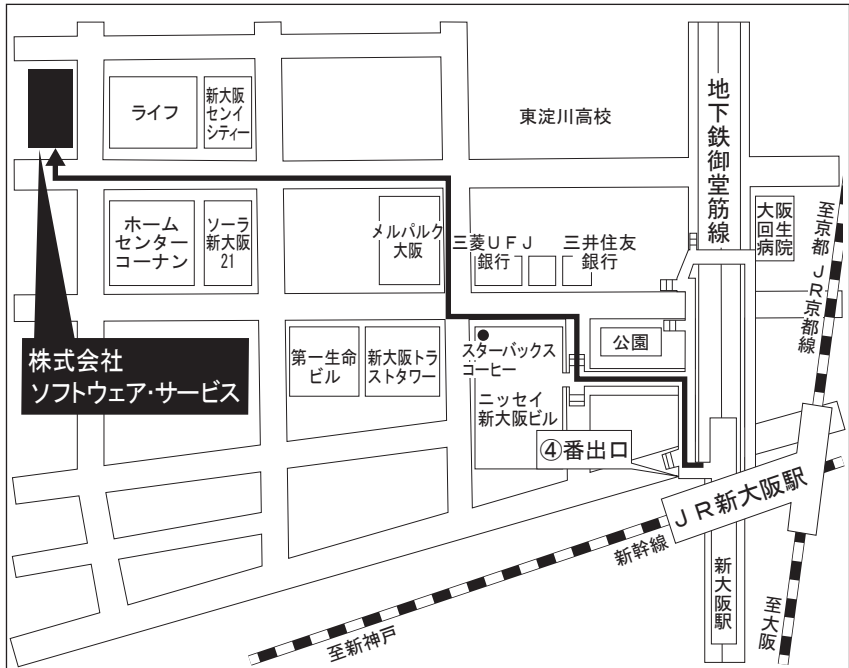 ライフ
新大阪
センイ
シティー
東淀川高校
地下鉄御堂筋線
ホーム
センター
コーナン
ソーラ
新大阪
21
メルパルク
大阪
三菱UFJ
銀行
三井住友
銀行
大阪
回生
病院
至京都
JR京都線
株式会社
ソフトウェア・サービス
第一生命
ビル
新大阪トラ
ストタワー
スターバックス
コーヒー
公園
ニッセイ
新大阪ビル
④番出口
JR新大阪駅
新幹線
新大阪駅
至新神戸
至大阪